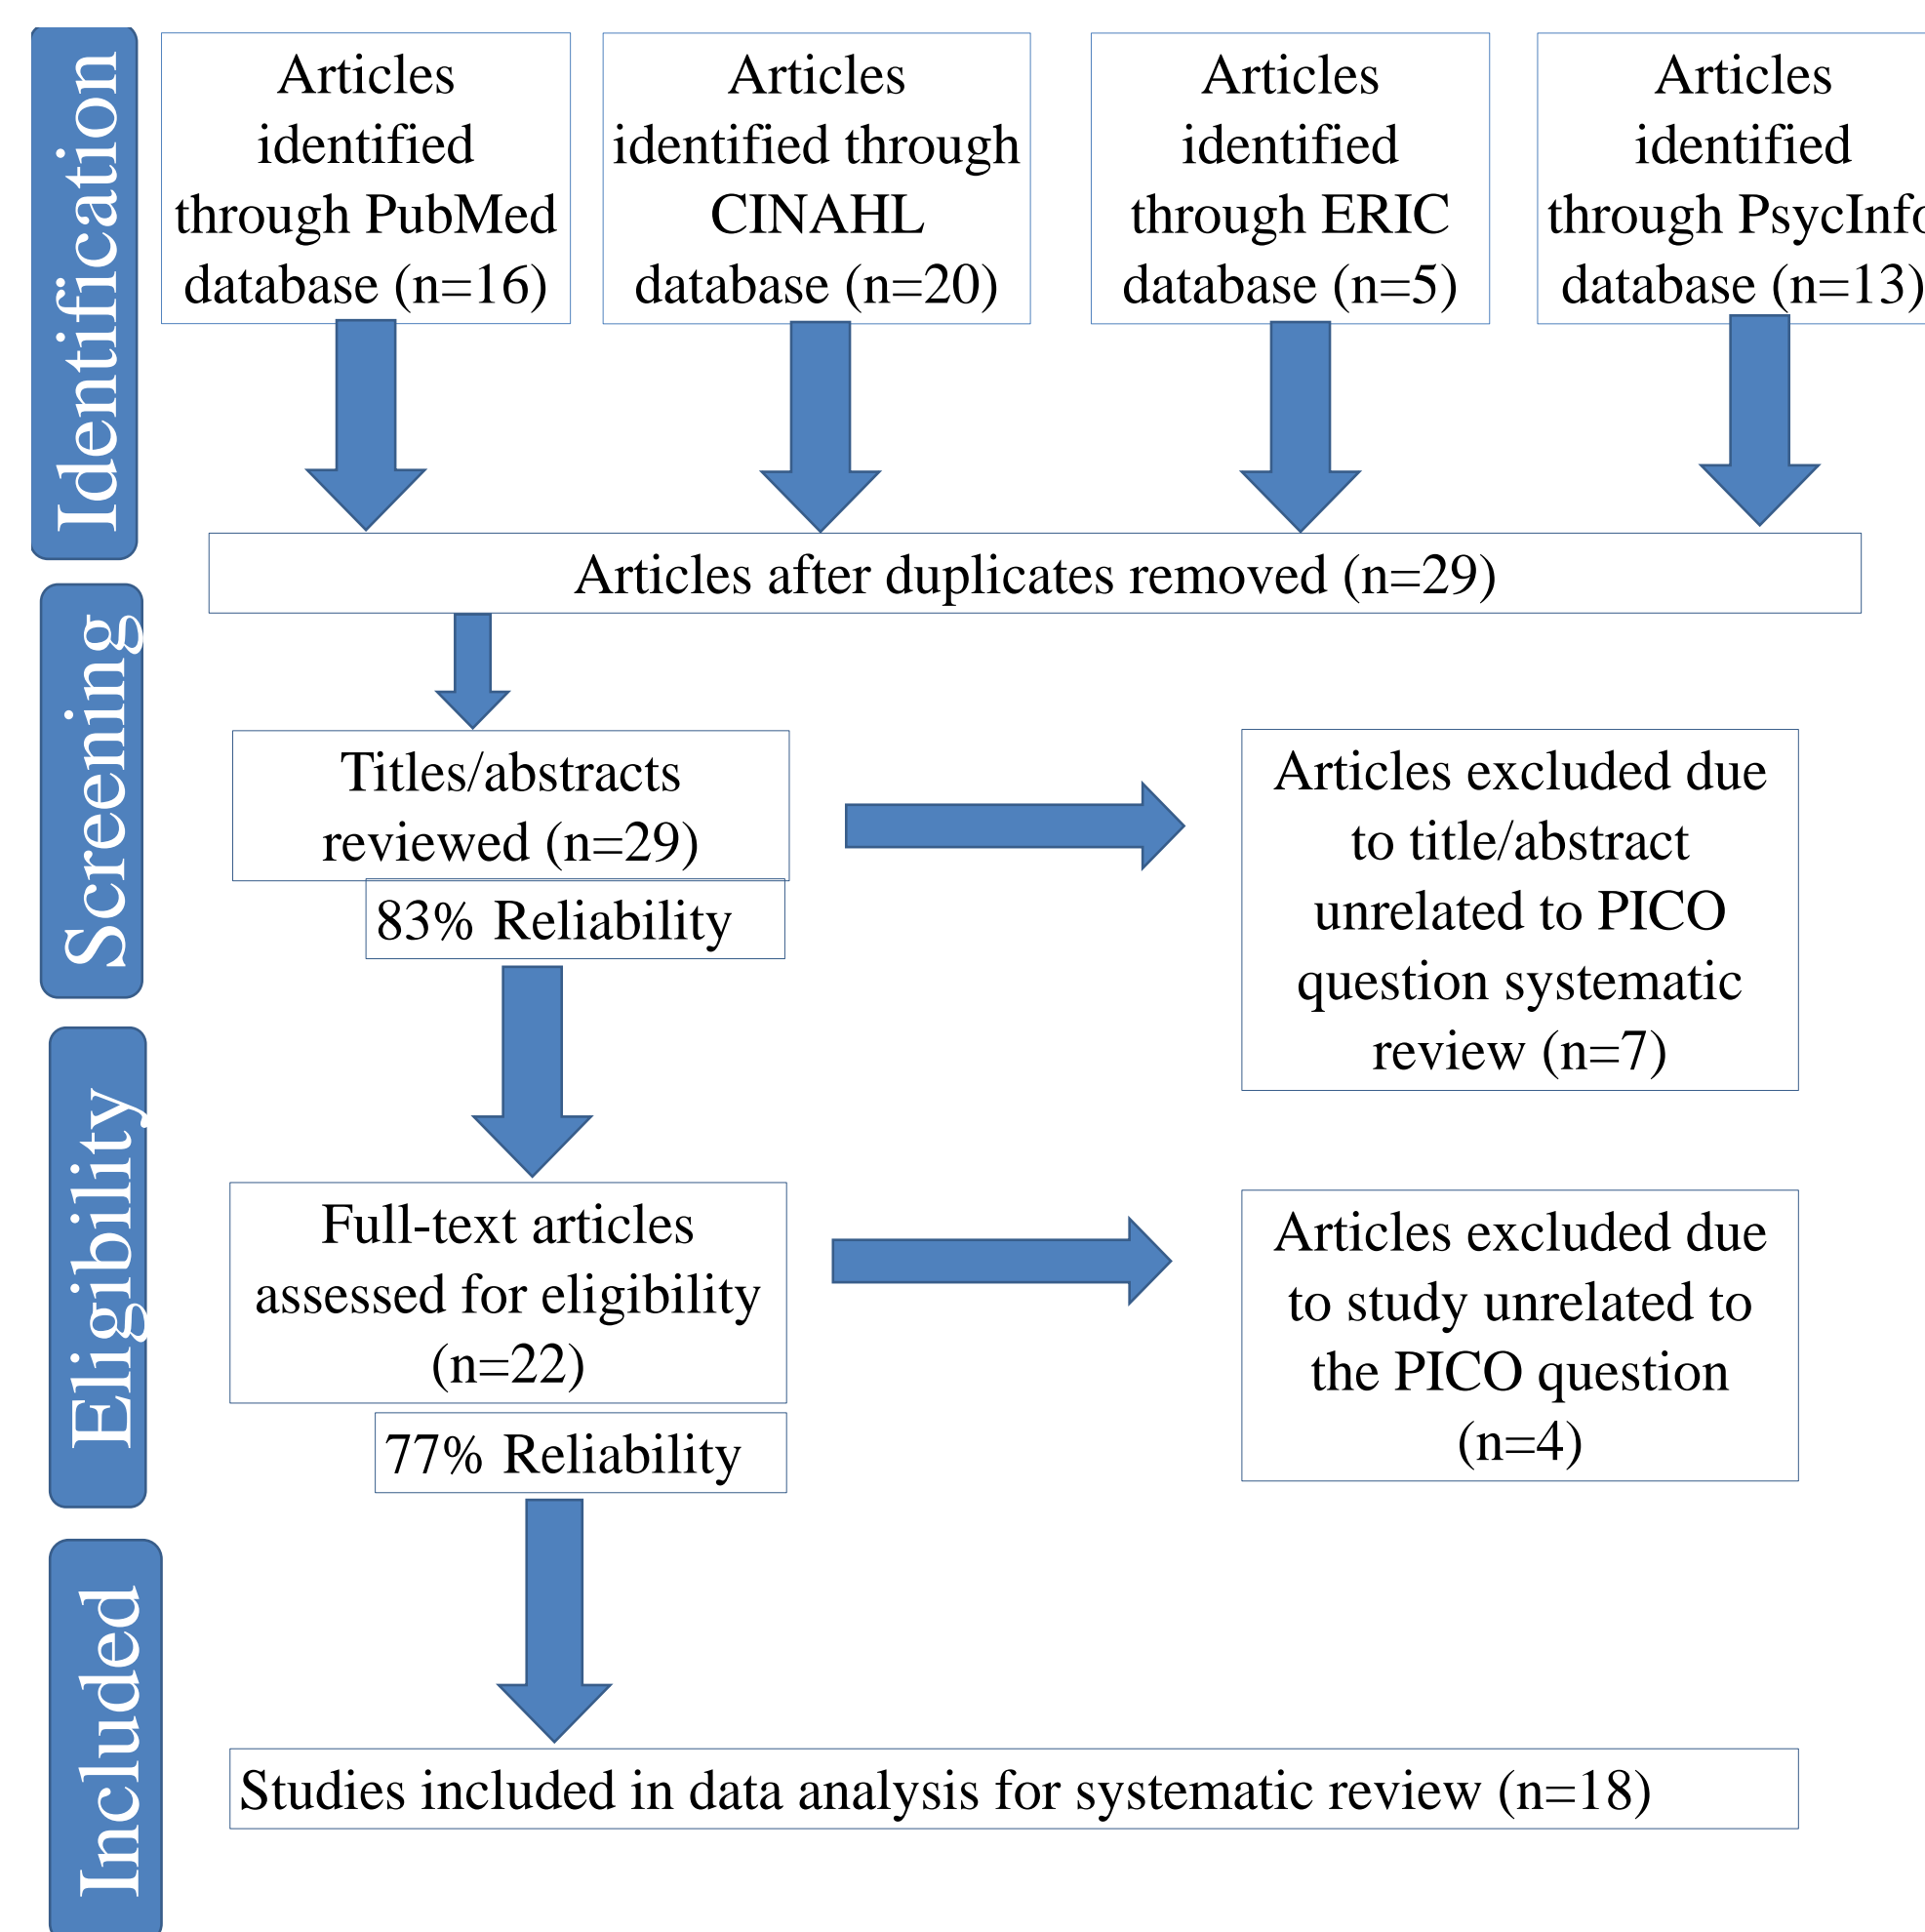 Identification
Articles
identified
through PubMed
database (n=16)
Articles
identified through
CINAHL
database (n=20)
Articles
identified
through ERIC
database (n=5)
Articles
identified
through PsycInfo
database (n=13)
Articles after duplicates removed (n=29)
Screening
Titles/abstracts
reviewed (n=29)
83% Reliability
Articles excluded due
to title/abstract
unrelated to PICO
question systematic
review (n=7)
Eligibility
Full-text articles
assessed for eligibility
(n=22)
77% Reliability
Articles excluded due
to study unrelated to
the PICO question
(n=4)
Included
Studies included in data analysis for systematic review (n=18)